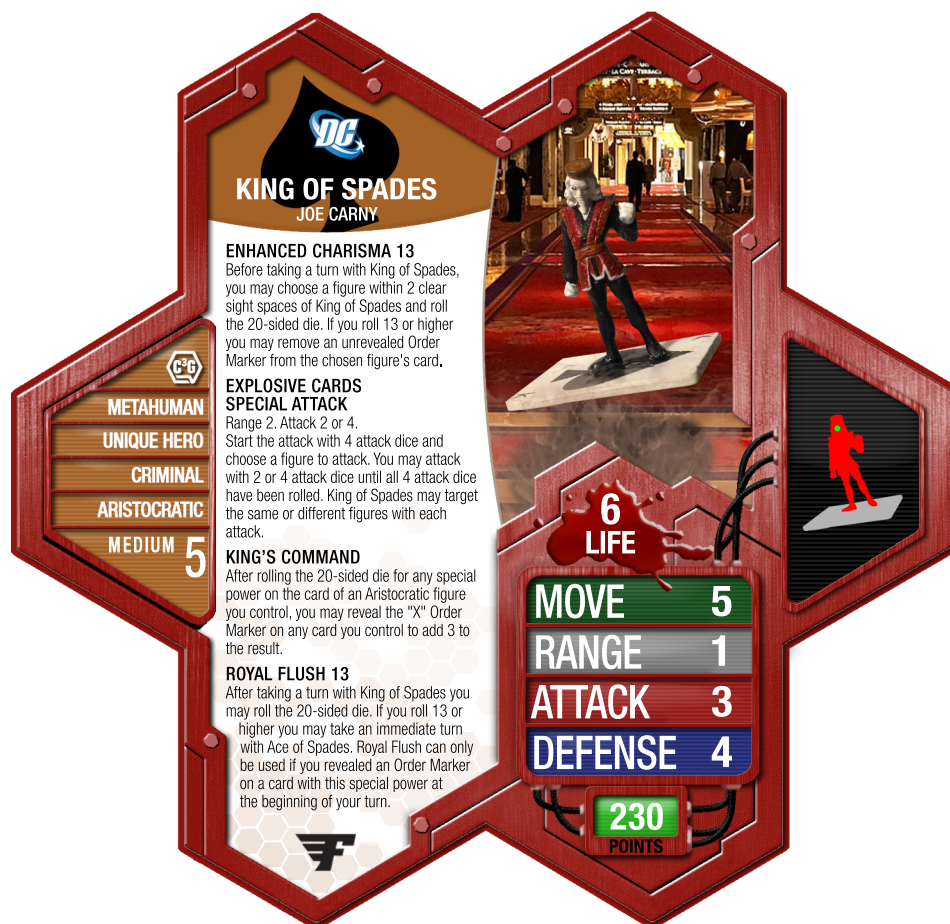 DC
KING OF SPADES
JOE CARNY
ENHANCED CHARISMA 13
Before taking a turn with King of Spades,
you may choose a figure within 2 clear
sight spaces of King of Spades and roll
the 20-sided die. If you roll 13 or higher
you may remove an unrevealed Order
Marker from the chosen figure's card.
EXPLOSIVE CARDS
SPECIAL ATTACK
Range 2. Attack 2 or 4.
Start the attack with 4 attack dice and
choose a figure to attack. You may attack
with 2 or 4 attack dice until all 4 attack dice
have been rolled. King of Spades may target
the same or different figures with each
attack.
KING'S COMMAND
After rolling the 20-sided die for any special
power on the card of an Aristocratic figure
you control, you may reveal the "X" Order
Marker on any card you control to add 3 to
the result.
ROYAL FLUSH 13
After taking a turn with King of Spades you
may roll the 20-sided die. If you roll 13 or
higher you may take an immediate turn
with Ace of Spades. Royal Flush can only
be used if you revealed an Order Marker
on a card with this special power at
the beginning of your turn.
F
C3G
METAHUMAN
UNIQUE HERO
CRIMINAL
ARISTOCRATIC
MEDIUM 5
LA CAVE·TERRACE
6
LIFE
MOVE 5
RANGE 1
ATTACK 3
DEFENSE 4
230
POINTS